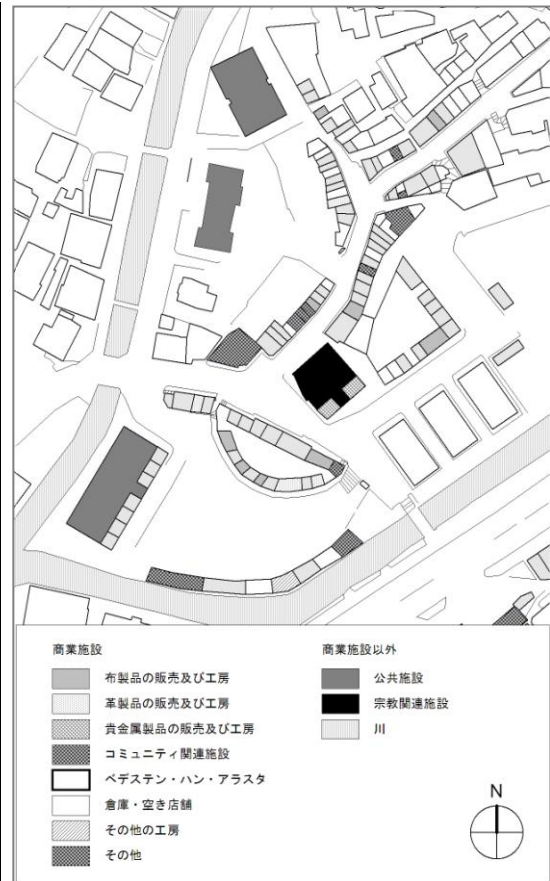 商業施設
布製品の販売及び工房
革製品の販売及び工房
貴金属製品の販売及び工房
コミュニティ関連施設
ベデステン・ハン・アラスタ
倉庫・空き店舗
その他の工房
その他
商業施設以外
公共施設
宗教関連施設
川
N